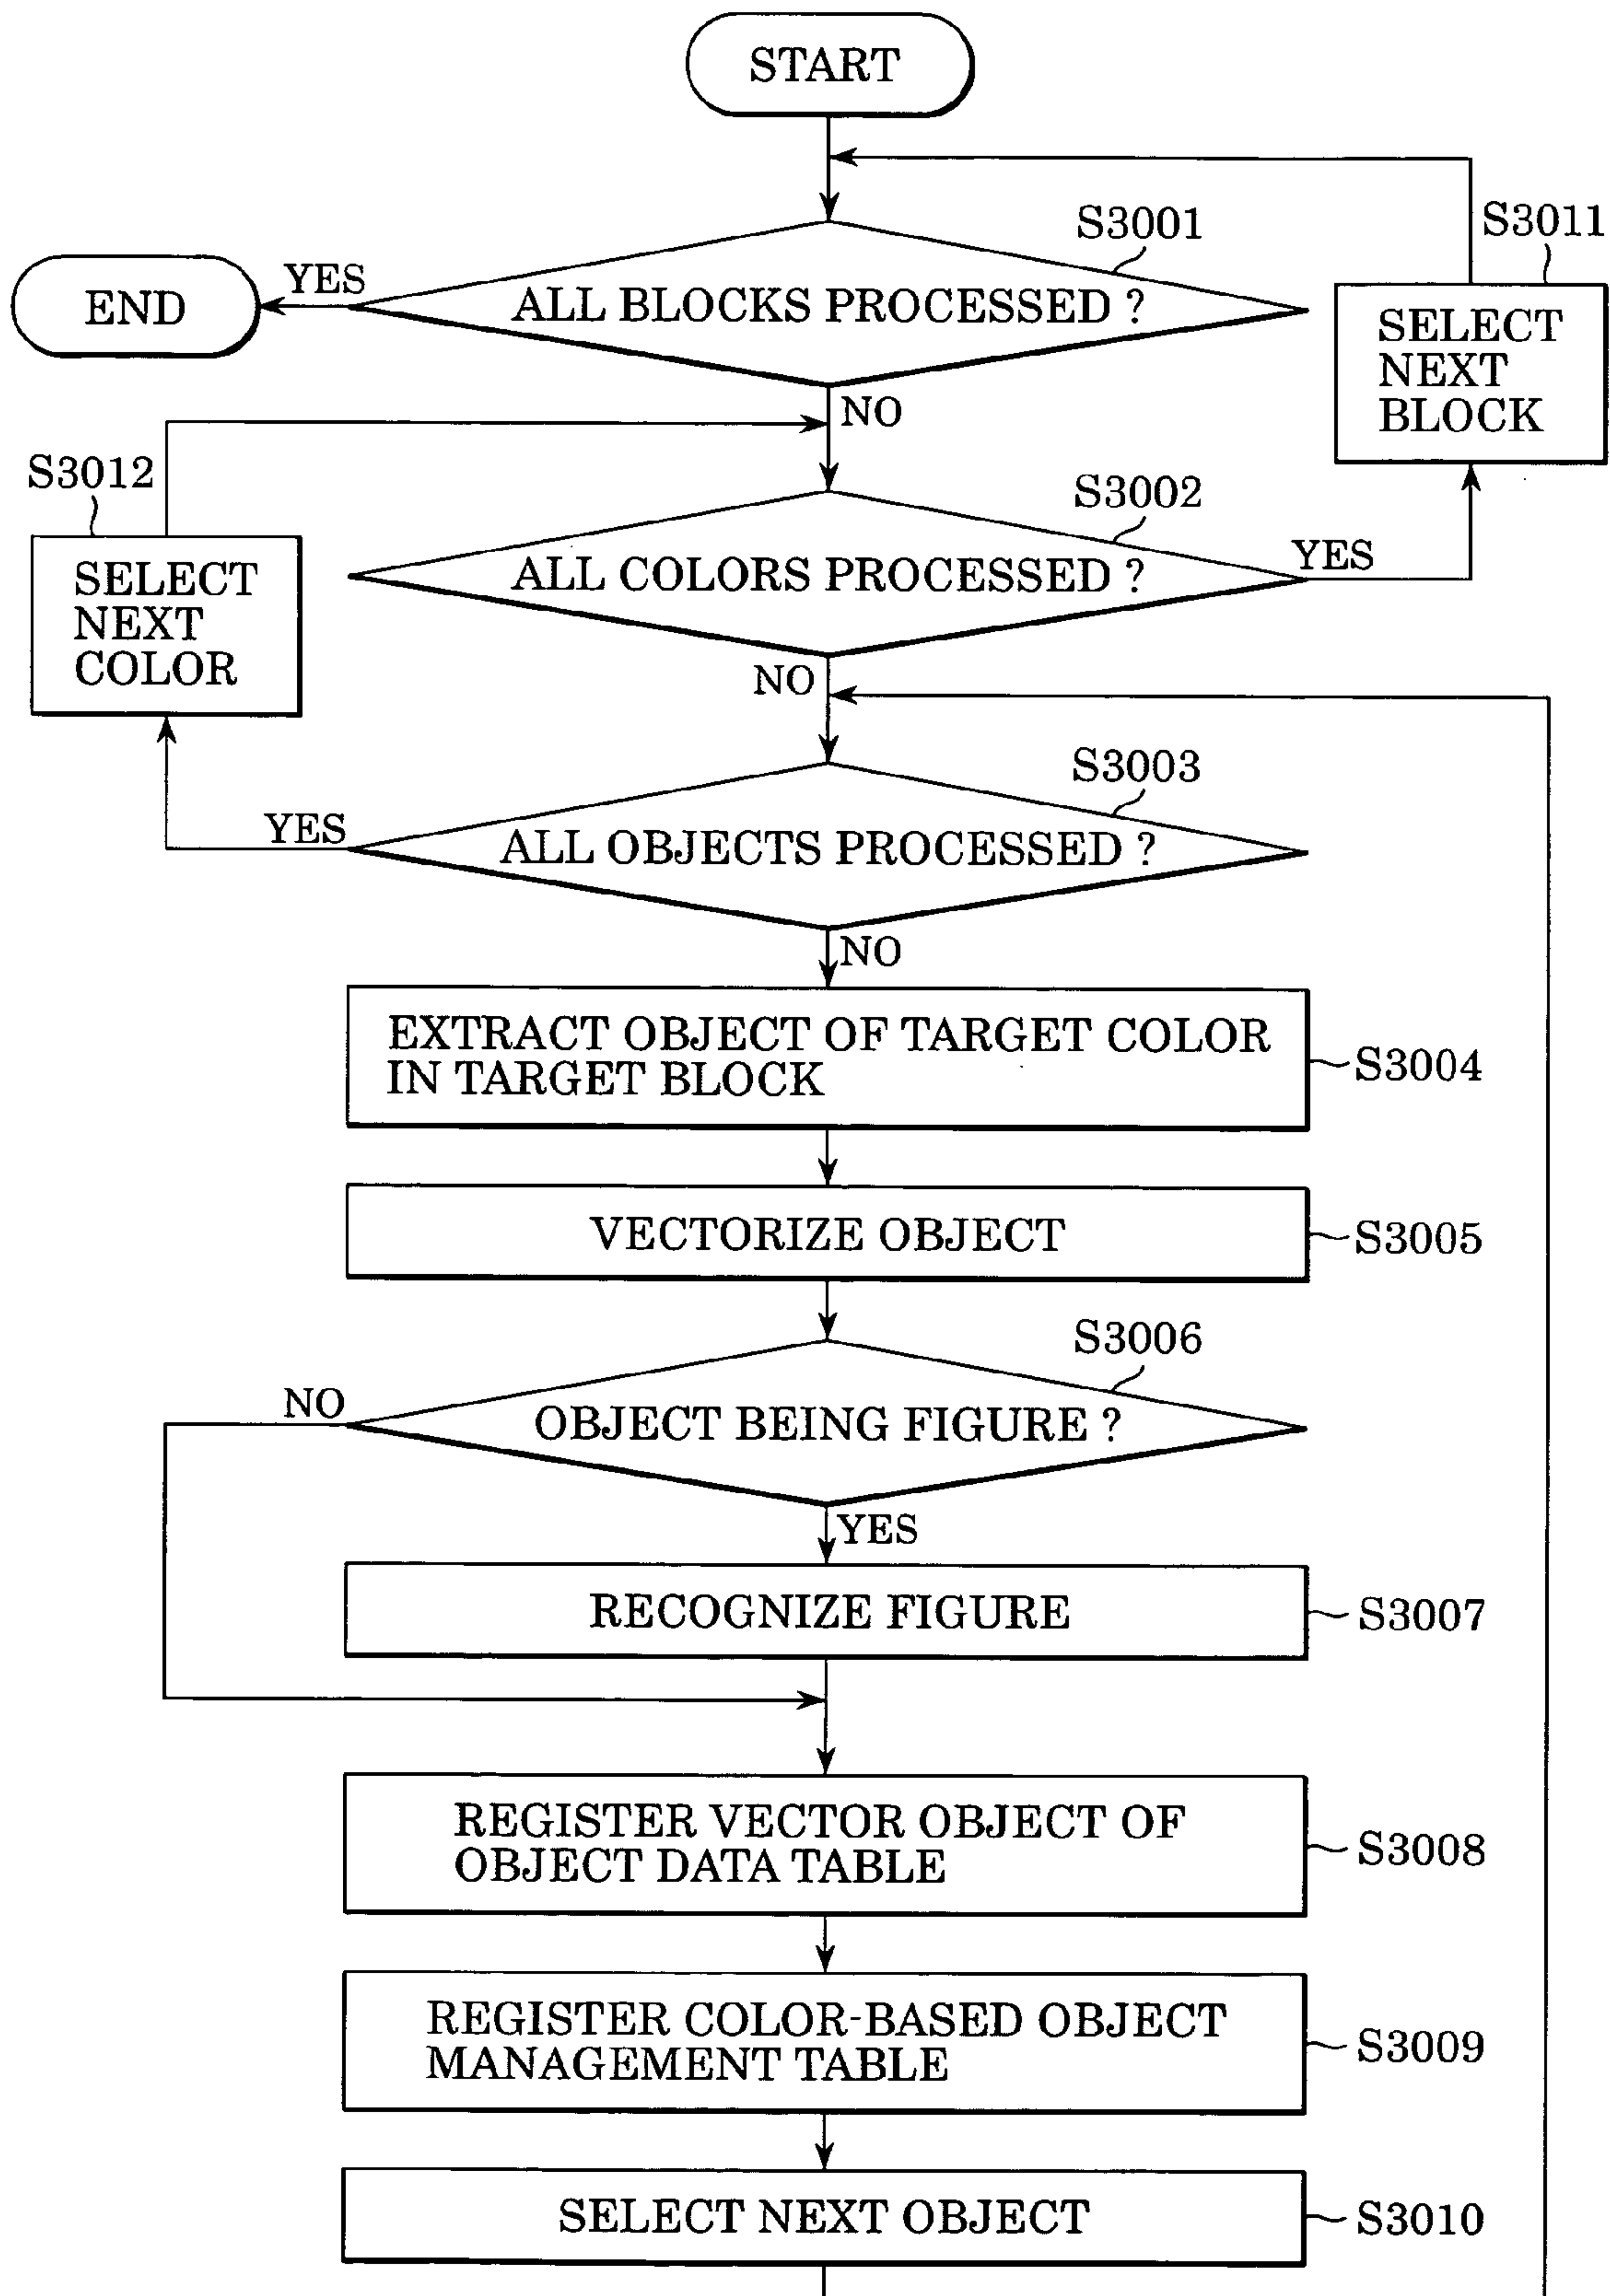 START
S3001
S3011
YES
END
ALL BLOCKS PROCESSED ?
SELECT
NEXT
BLOCK
NO
S3012
S3002
SELECT
NEXT
COLOR
ALL COLORS PROCESSED ?
YES
NO
S3003
YES
ALL OBJECTS PROCESSED ?
NO
EXTRACT OBJECT OF TARGET COLOR
IN TARGET BLOCK
S3004
VECTORIZE OBJECT
S3005
S3006
NO
OBJECT BEING FIGURE ?
YES
RECOGNIZE FIGURE
S3007
REGISTER VECTOR OBJECT OF
OBJECT DATA TABLE
S3008
REGISTER COLOR-BASED OBJECT
MANAGEMENT TABLE
S3009
SELECT NEXT OBJECT
S3010